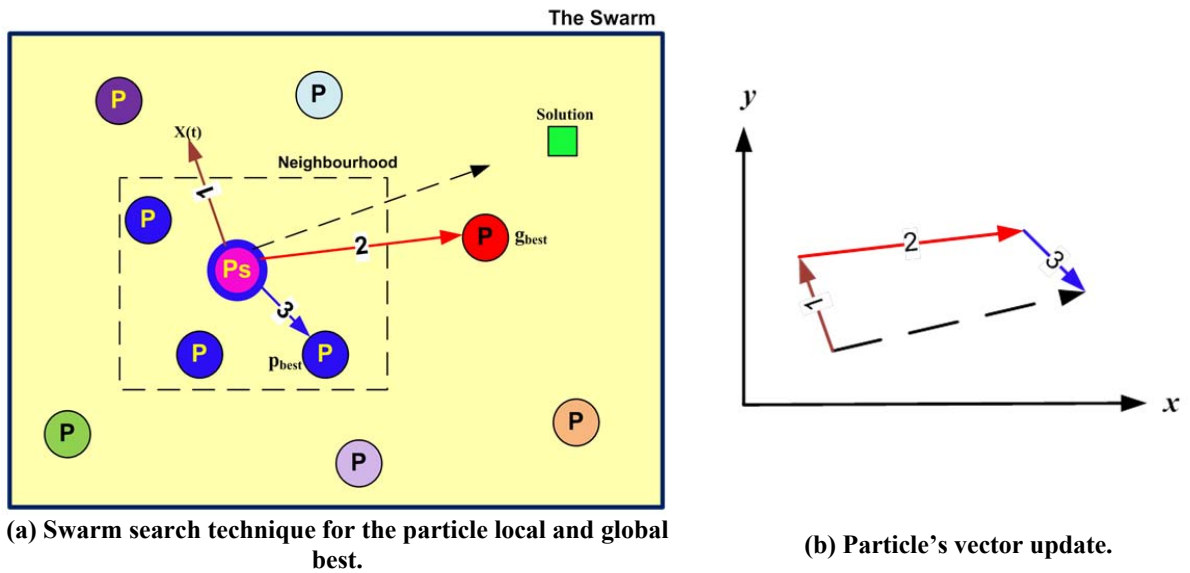 The Swarm
P
P
Solution
X(t)
Neighbourhood
1
P
2
P
gbest
Ps
3
pbest
P
P
P
P
P
(a) Swarm search technique for the particle local and global
best.
y
2
3
1
x
(b) Particle’s vector update.